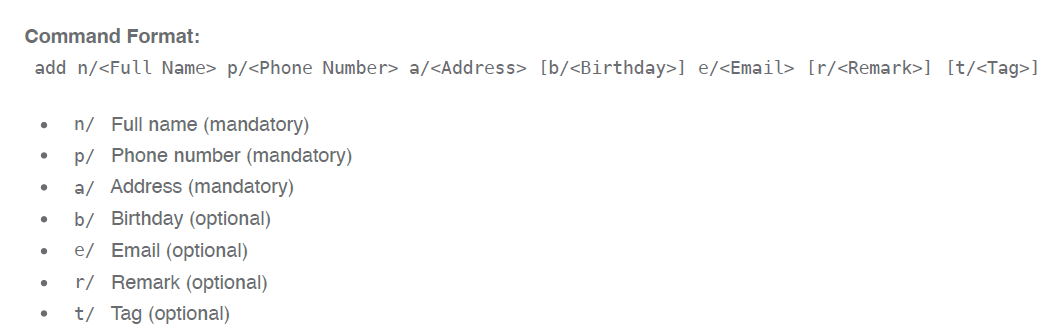 Command Format:
add n/<Full Name> p/<Phone Number> a/<Address> [b/<Birthday>] e/<Email> [r/<Remark>] [t/<Tag>]
• n/ Full name (mandatory)
• p/ Phone number (mandatory)
• a/ Address (mandatory)
• b/ Birthday (optional)
• e/ Email (optional)
• r/ Remark (optional)
• t/ Tag (optional)